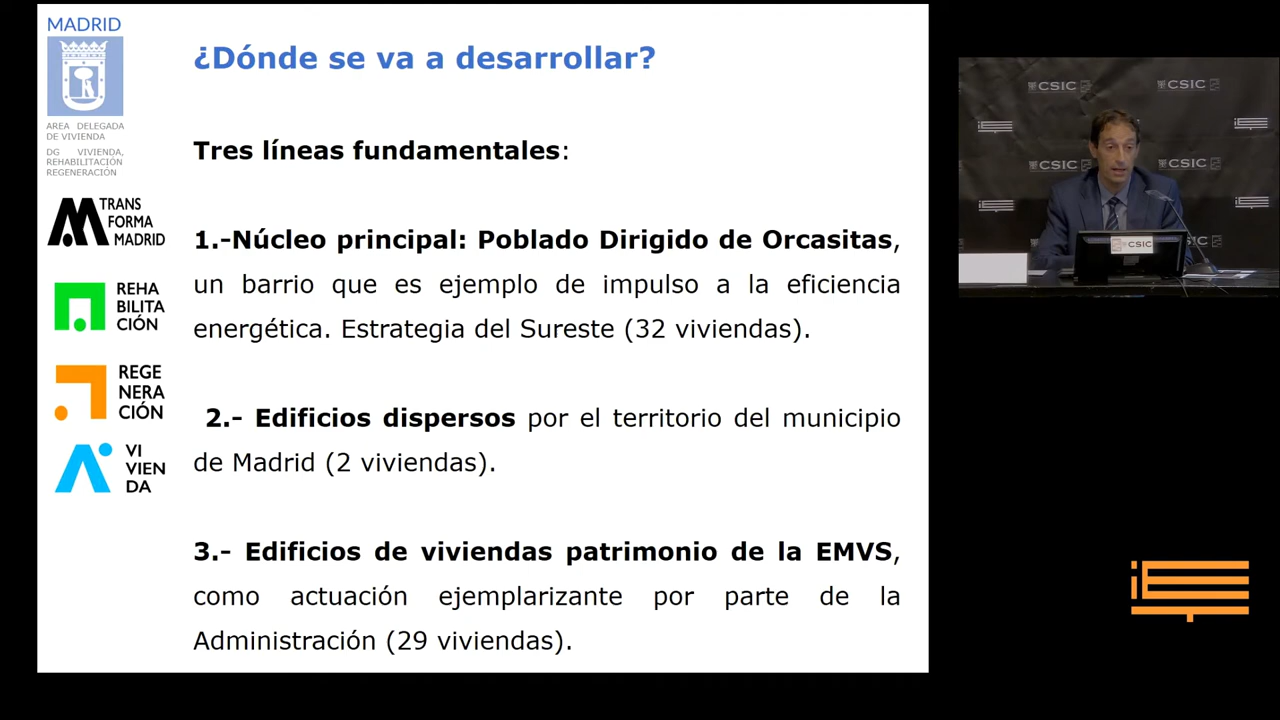 MADRID
AREA DELEGADA
DE VIVIENDA
DG VIVIENDA,
REHABILITACIÓN
REGENERACIÓN
TRANS
FORMA
MADRID
REHA
BILITA
CIÓN
REGE
NERA
CIÓN
VI
VIEN
DA
¿Dónde se va a desarrollar?
Tres líneas fundamentales:
1.-Núcleo principal: Poblado Dirigido de Orcasitas,
un barrio que es ejemplo de impulso a la eficiencia
energética. Estrategia del Sureste (32 viviendas).
2.- Edificios dispersos por el territorio del municipio
de Madrid (2 viviendas).
3.- Edificios de viviendas patrimonio de la EMVS,
como actuación ejemplarizante por parte de la
Administración (29 viviendas).
CSIC
CSIC
CSIC
CSIC
CSIC